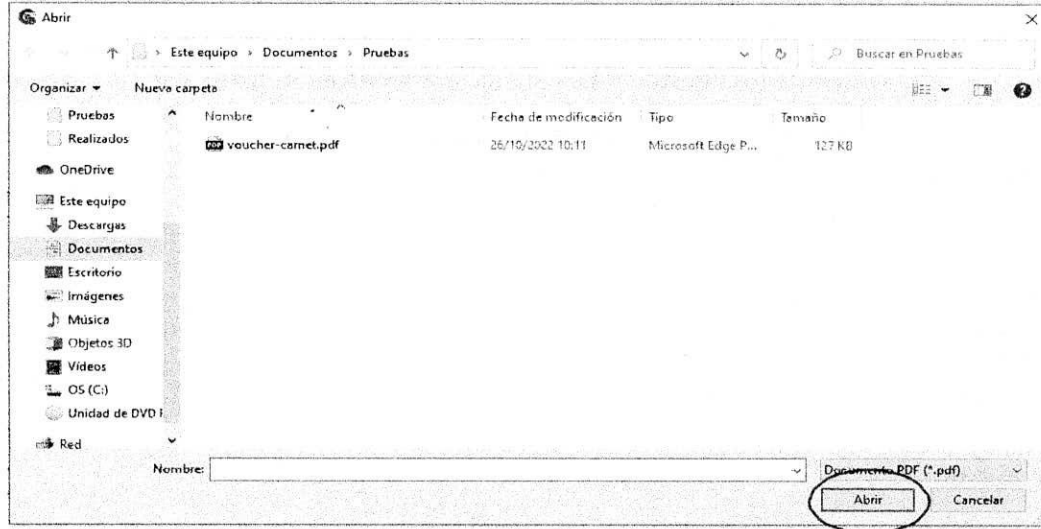 Abrir
Este equipo > Documentos > Pruebas
Buscar en Pruebas
Organizar
Nueva carpeta
Nombre
Fecha de modificación
Tipo
Tamaño
voucher-carnet.pdf
26/10/2022 10:11
Microsoft Edge P...
127 KB
Pruebas
Realizados
OneDrive
Este equipo
Descargas
Documentos
Escritorio
Imágenes
Música
Objetos 3D
Vídeos
OS (C:)
Unidad de DVD
Red
Nombre:
Documento PDF (*.pdf)
Abrir
Cancelar